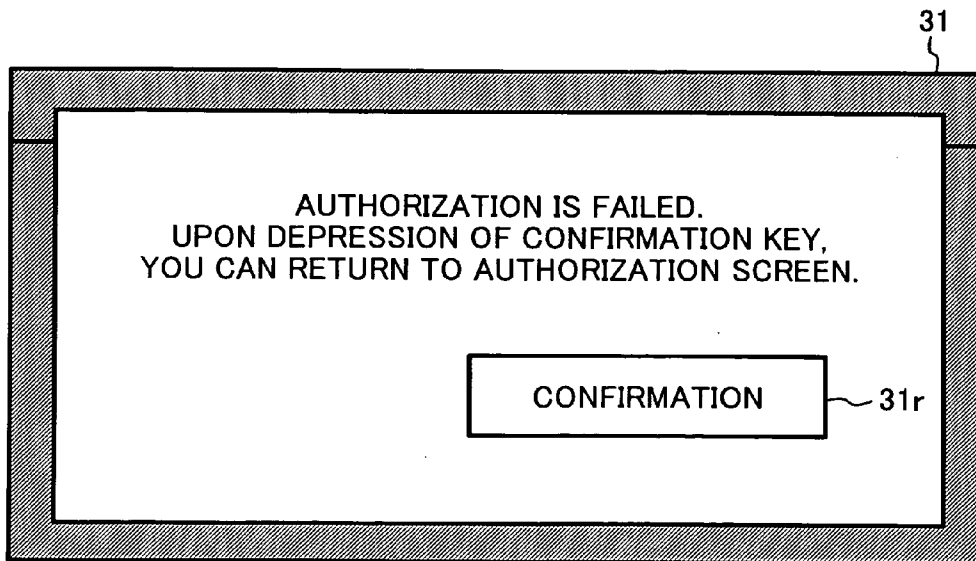 31
AUTHORIZATION IS FAILED.
UPON DEPRESSION OF CONFIRMATION KEY,
YOU CAN RETURN TO AUTHORIZATION SCREEN.
CONFIRMATION
31r